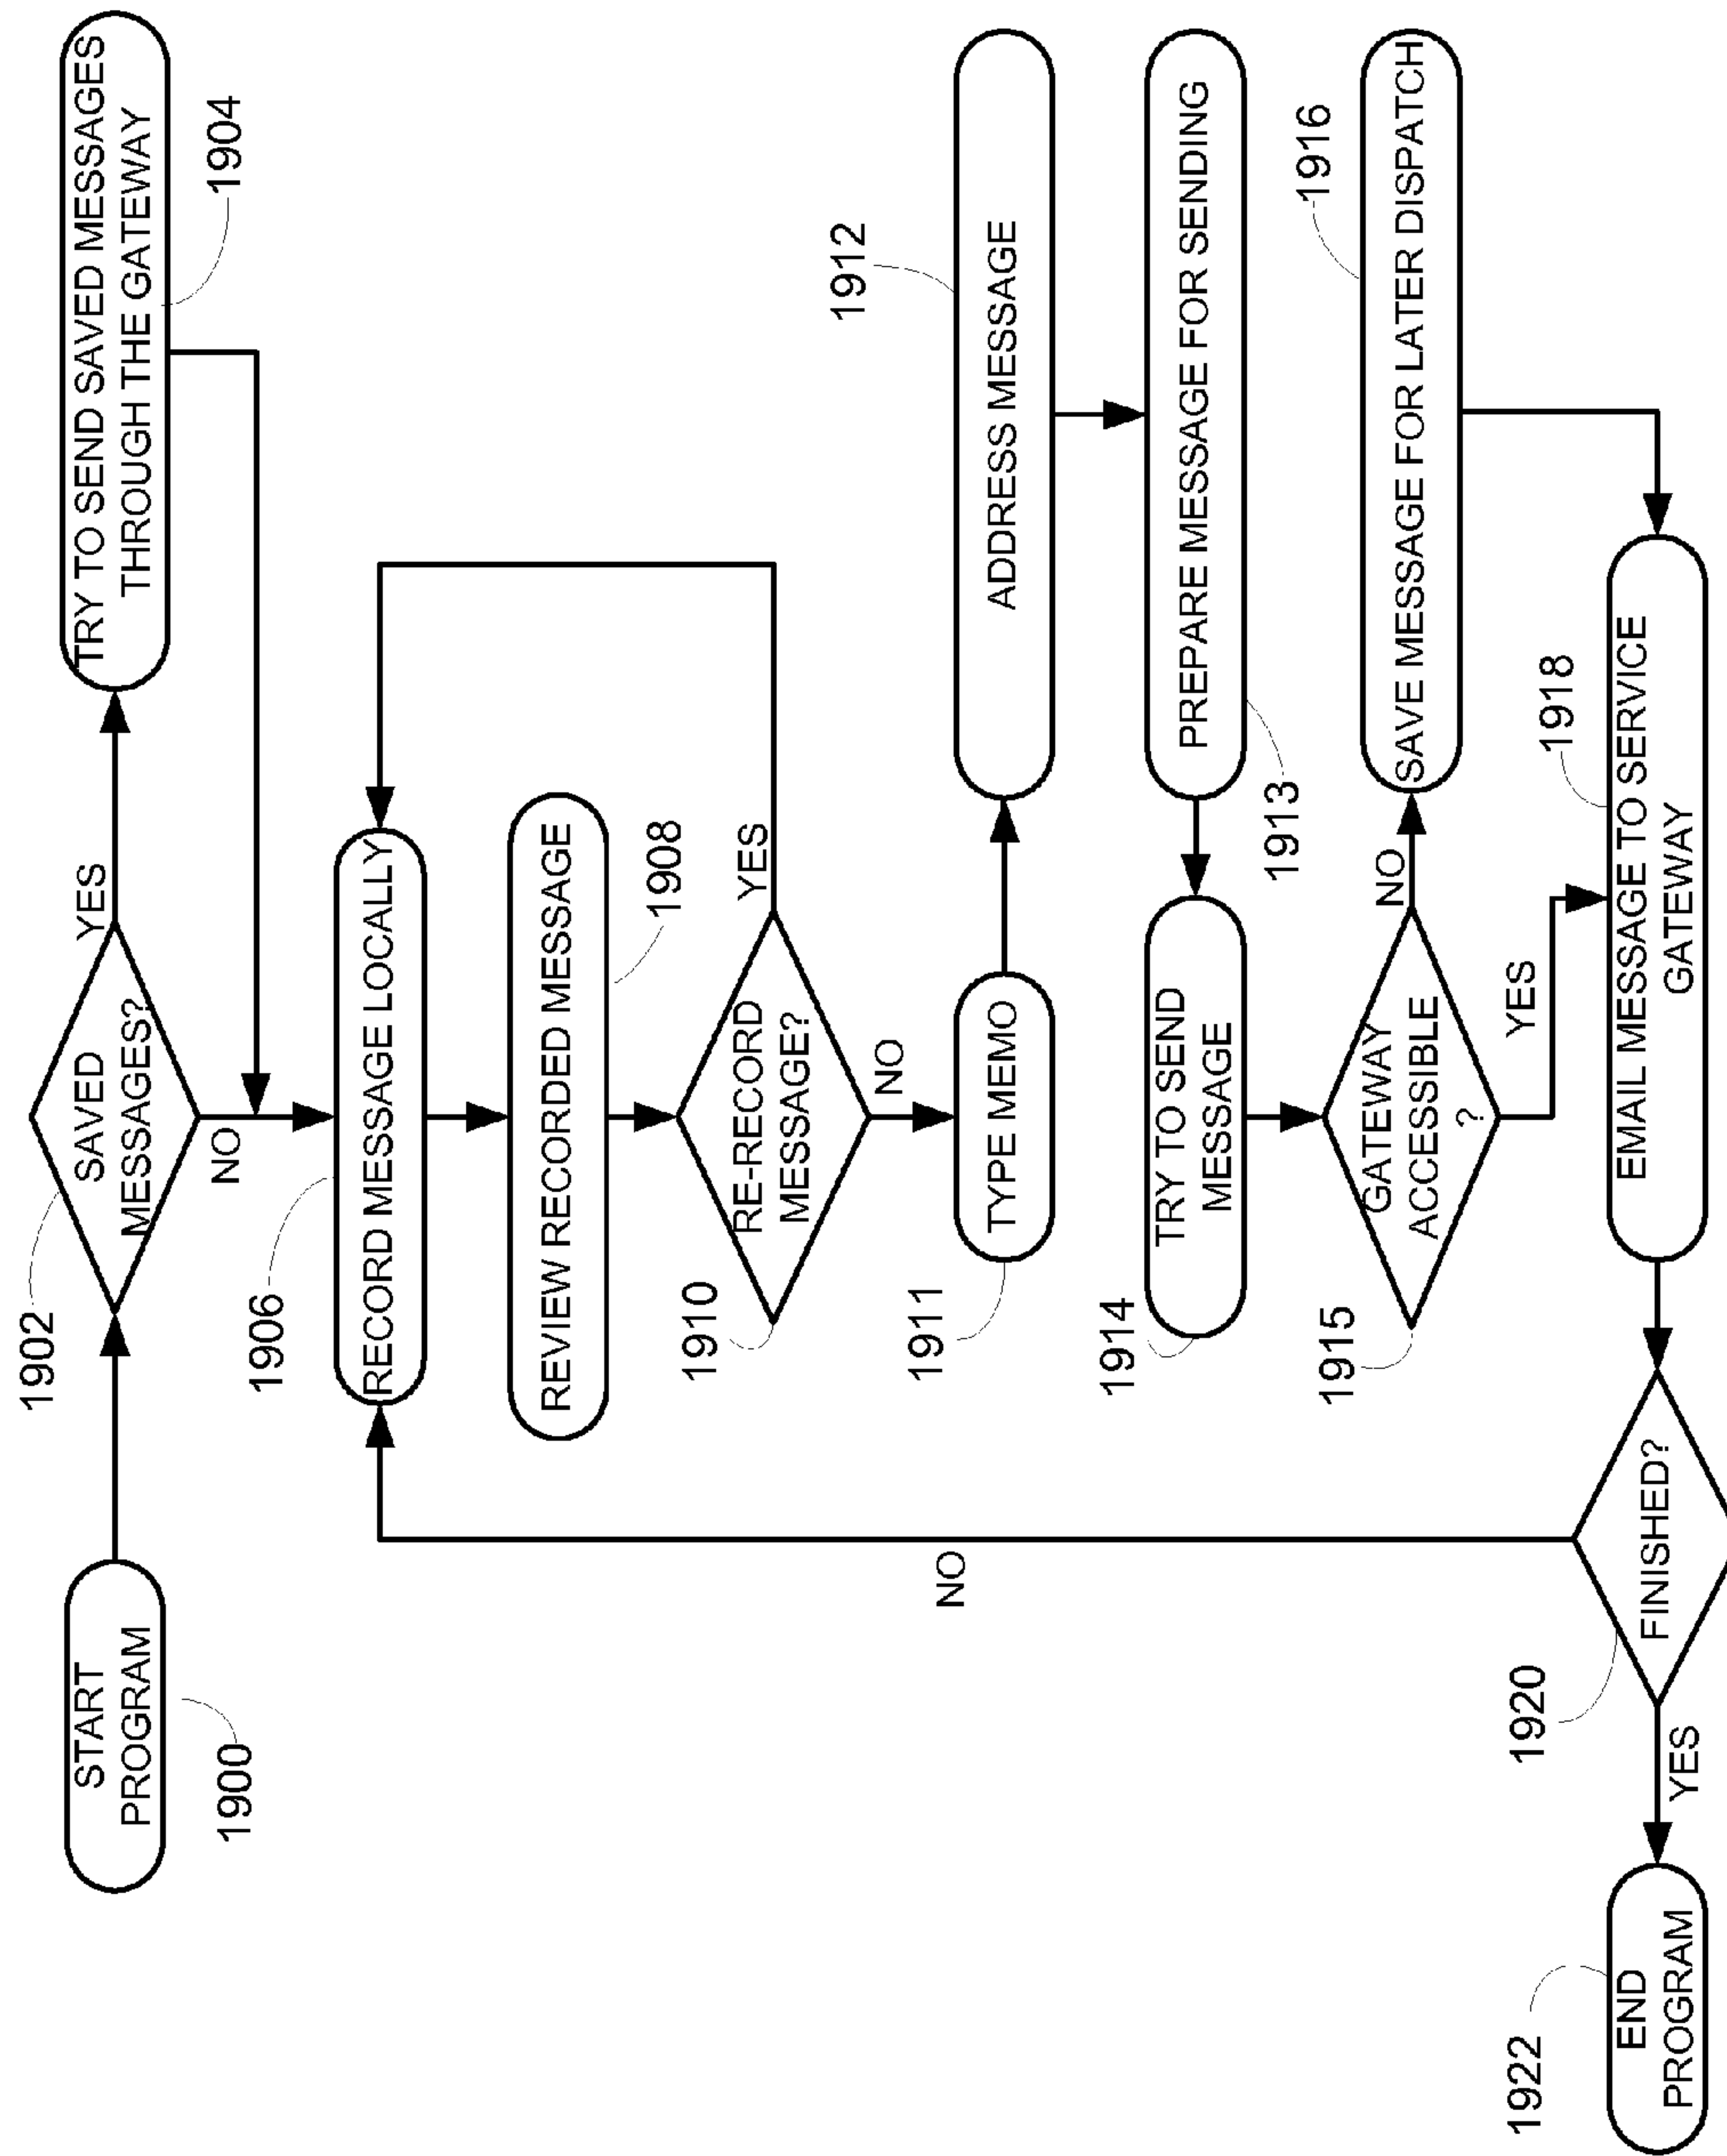 START
PROGRAM
1900
1902
SAVED
MESSAGES?
YES
NO
TRY TO SEND SAVED MESSAGES
THROUGH THE GATEWAY
1904
1906
RECORD MESSAGE LOCALLY
REVIEW RECORDED MESSAGE
1908
1910
RE-RECORD
MESSAGE?
YES
NO
1911
TYPE MEMO
1912
ADDRESS MESSAGE
PREPARE MESSAGE FOR SENDING
1913
1914
TRY TO SEND
MESSAGE
1915
GATEWAY
ACCESSIBLE
?
NO
YES
1916
SAVE MESSAGE FOR LATER DISPATCH
1918
EMAIL MESSAGE TO SERVICE
GATEWAY
1920
FINISHED?
NO
YES
1922
END
PROGRAM